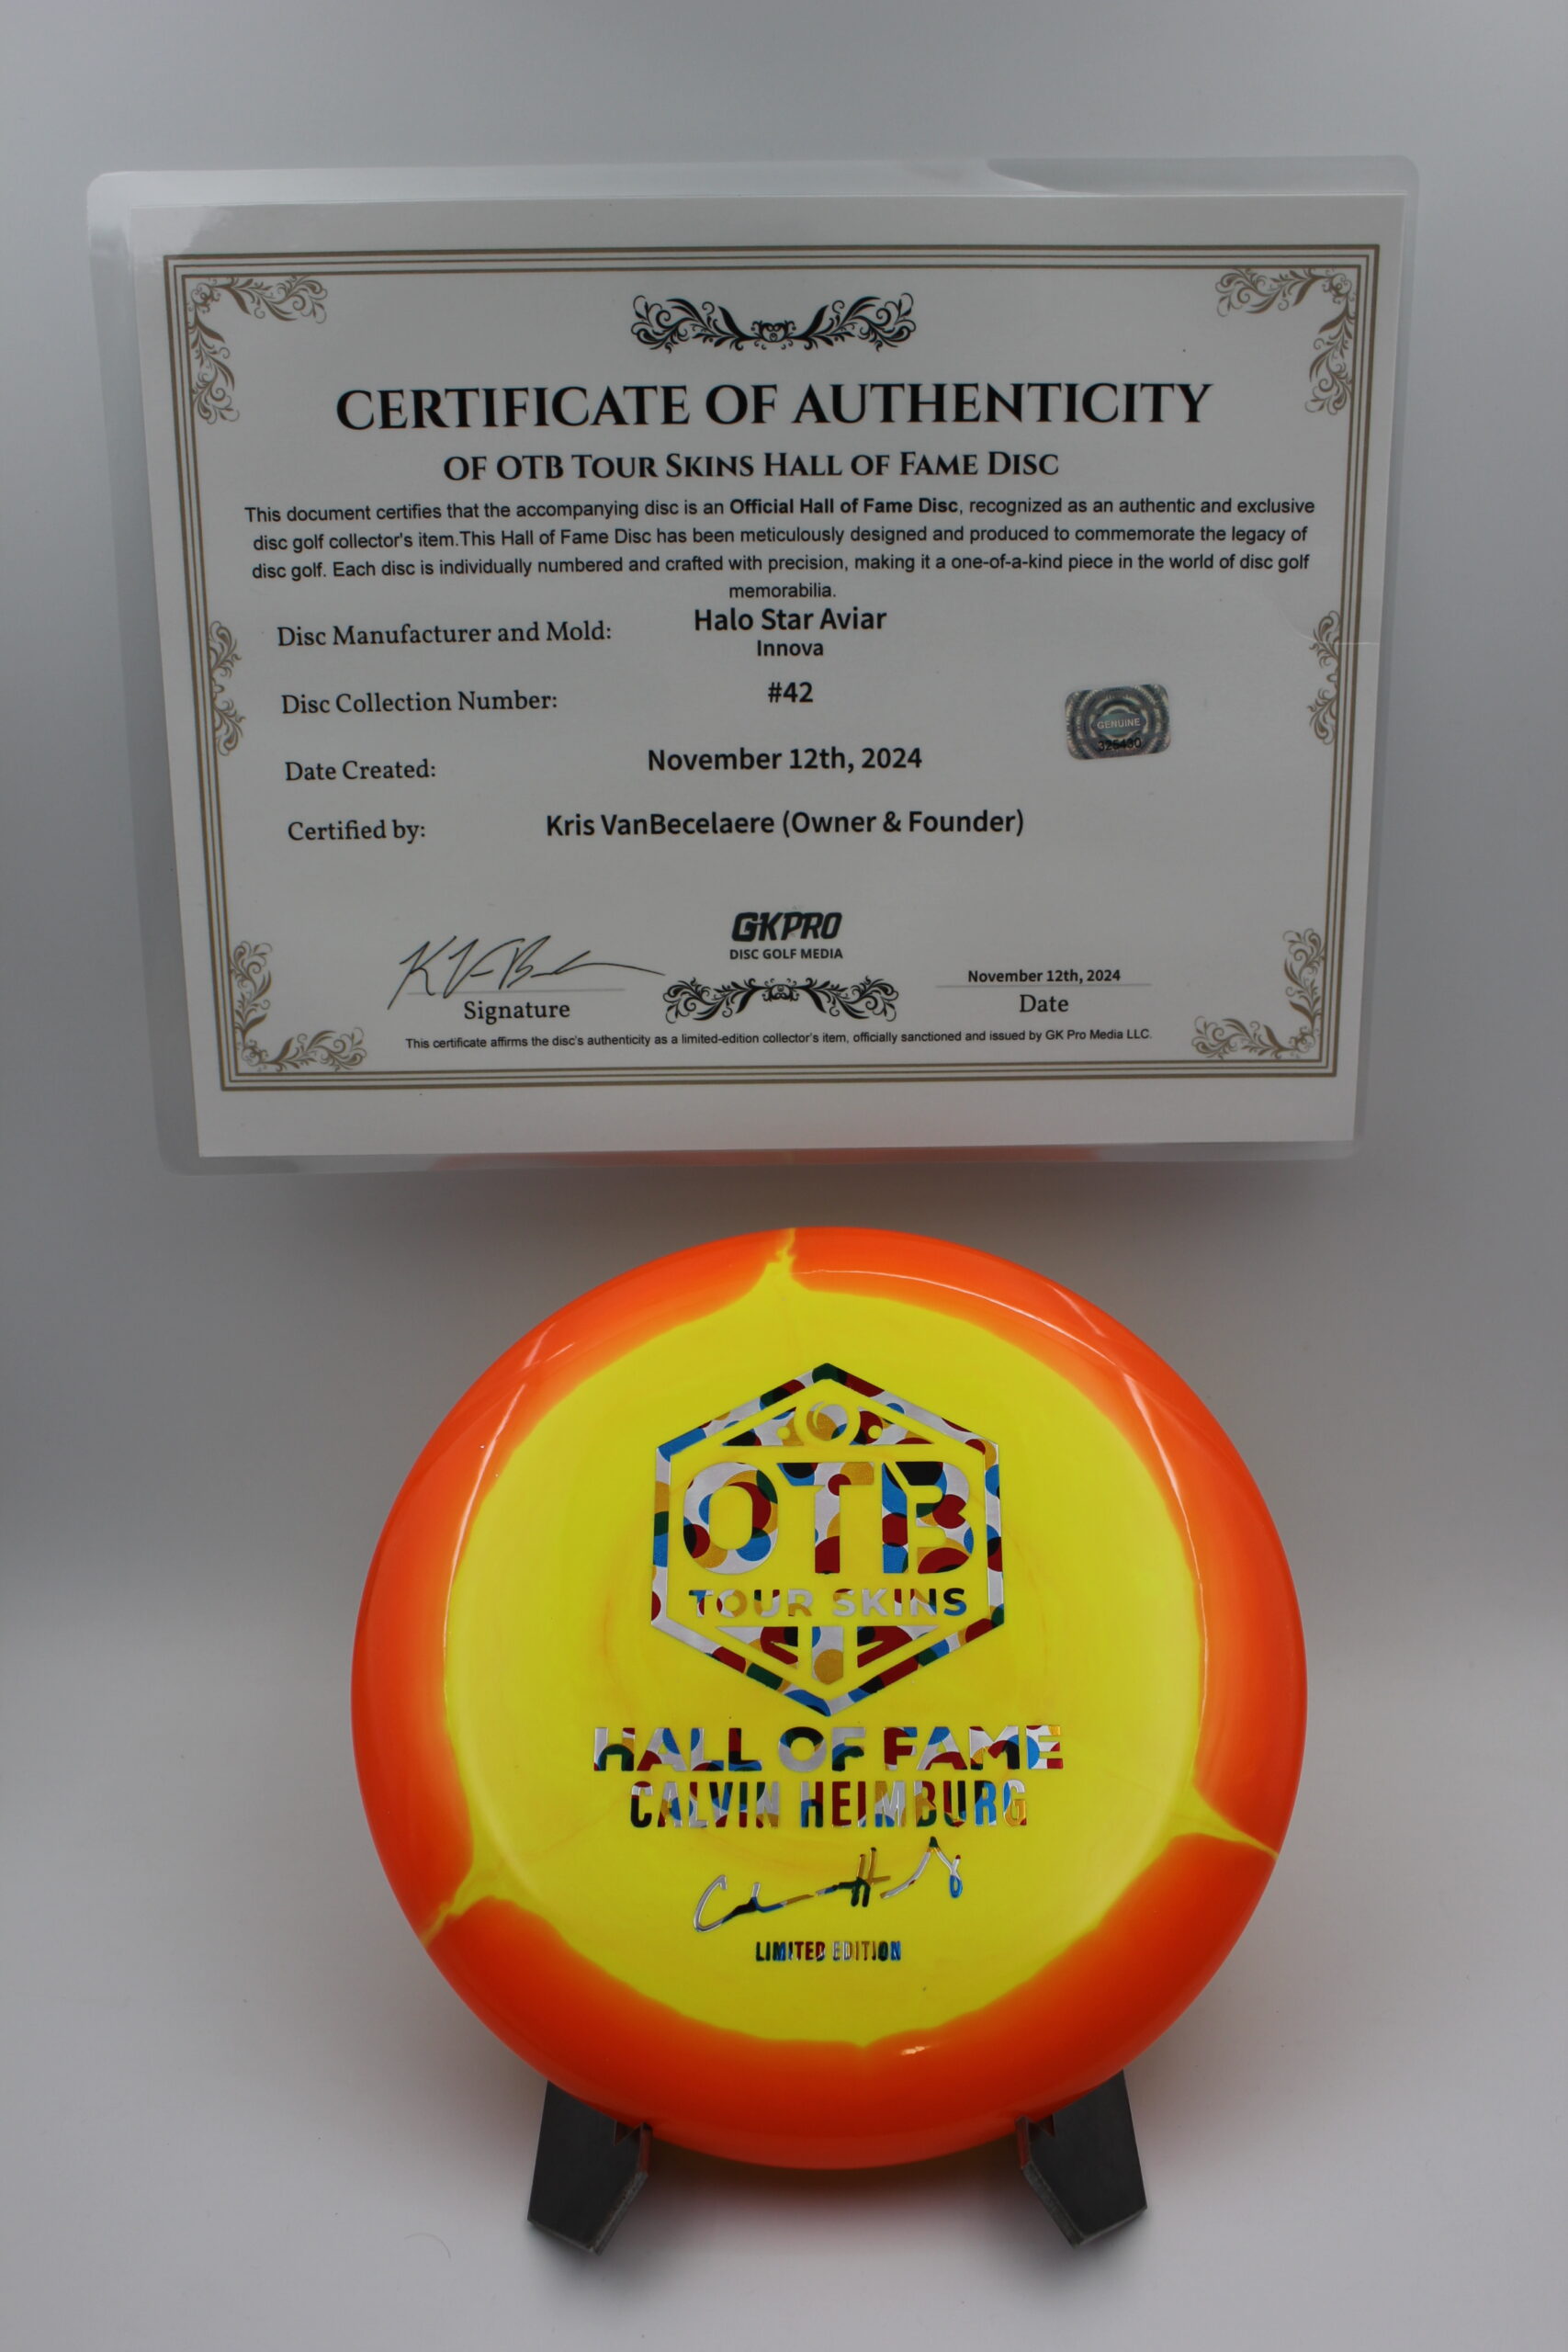 CERTIFICATE OF AUTHENTICITY
OF OTB TOUR SKINS HALL OF FAME DISC
This document certifies that the accompanying disc is an Official Hall of Fame Disc, recognized as an authentic and exclusive
disc golf collector's item.This Hall of Fame Disc has been meticulously designed and produced to commemorate the legacy of
disc golf. Each disc is individually numbered and crafted with precision, making it a one-of-a-kind piece in the world of disc golf
memorabilia.
Disc Manufacturer and Mold: Halo Star Aviar
Innova
Disc Collection Number: #42
GENUINE
325430
Date Created: November 12th, 2024
Certified by: Kris VanBecelaere (Owner & Founder)
GKPRO
DISC GOLF MEDIA
November 12th, 2024
Signature Date
This certificate affirms the disc's authenticity as a limited-edition collector's item, officially sanctioned and issued by GK Pro Media LLC.
OTB
TOUR SKINS
HALL OF FAME
CALVIN HEIMBURG
LIMITED EDITION